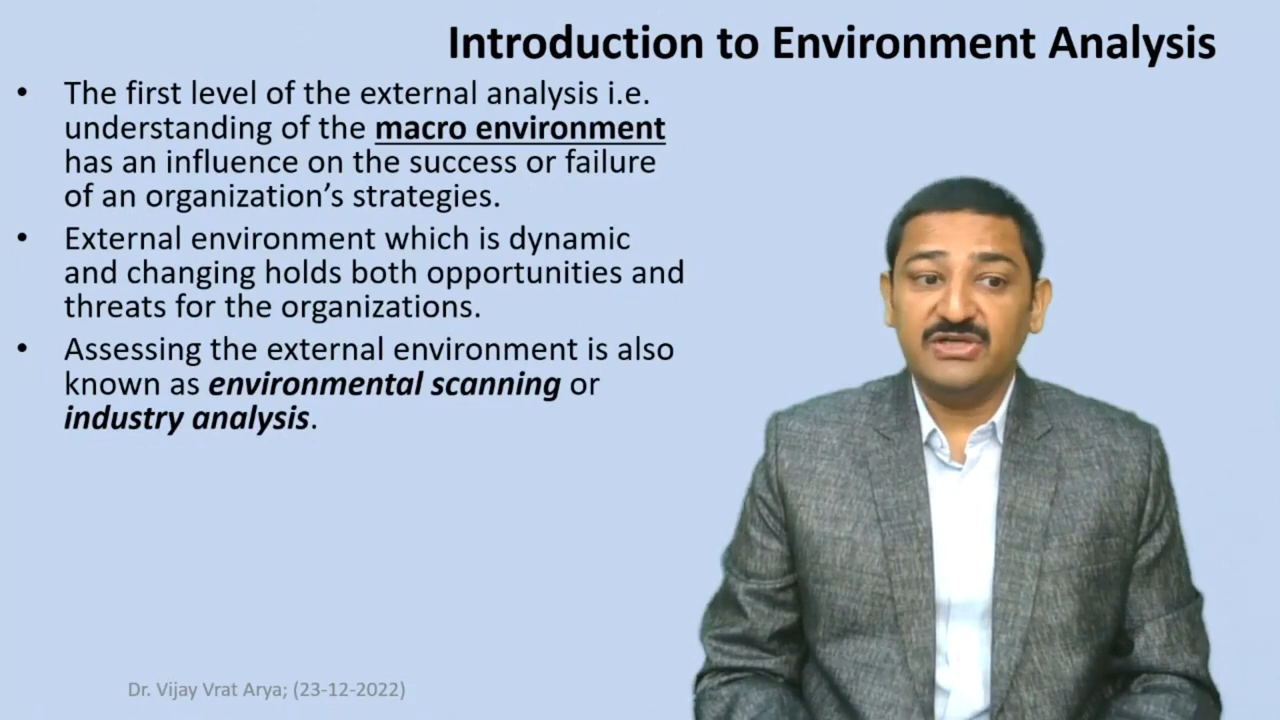 Introduction to Environment Analysis
• The first level of the external analysis i.e.
understanding of the macro environment
has an influence on the success or failure
of an organization’s strategies.
• External environment which is dynamic
and changing holds both opportunities and
threats for the organizations.
• Assessing the external environment is also
known as environmental scanning or
industry analysis.
Dr. Vijay Vrat Arya; (23-12-2022)